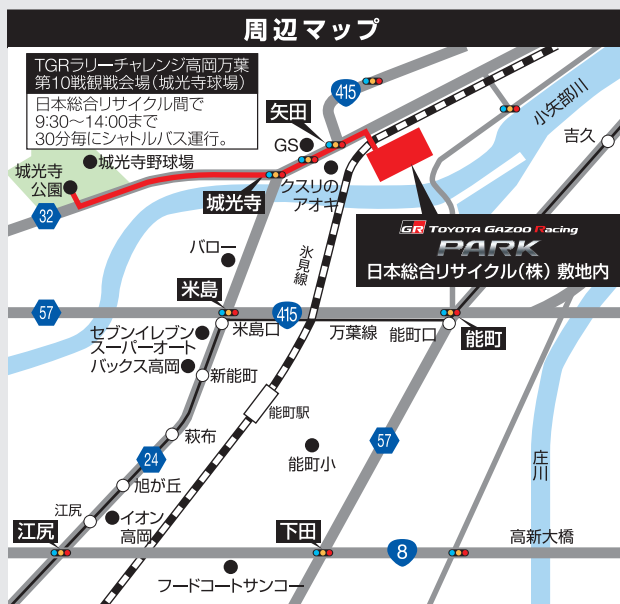 周辺マップ
TGRラリーチャレンジ高岡万葉
第10戦観戦会場(城光寺球場)
日本総合リサイクル間で
9:30〜14:00まで
30分毎にシャトルバス運行。
415
矢田
GS
小矢部川
吉久
城光寺野球場
城光寺
公園
クスリの
アオキ
城光寺
32
GR TOYOTA GAZOO Racing
PARK
日本総合リサイクル(株) 敷地内
バロー
氷見線
米島
57
415
米島口
万葉線
能町口
能町
セブンイレブン
スーパーオート
バックス高岡
新能町
能町駅
萩布
57
能町小
24
庄川
旭が丘
江尻
イオン
高岡
江尻
下田
8
高新大橋
フードコートサンコー